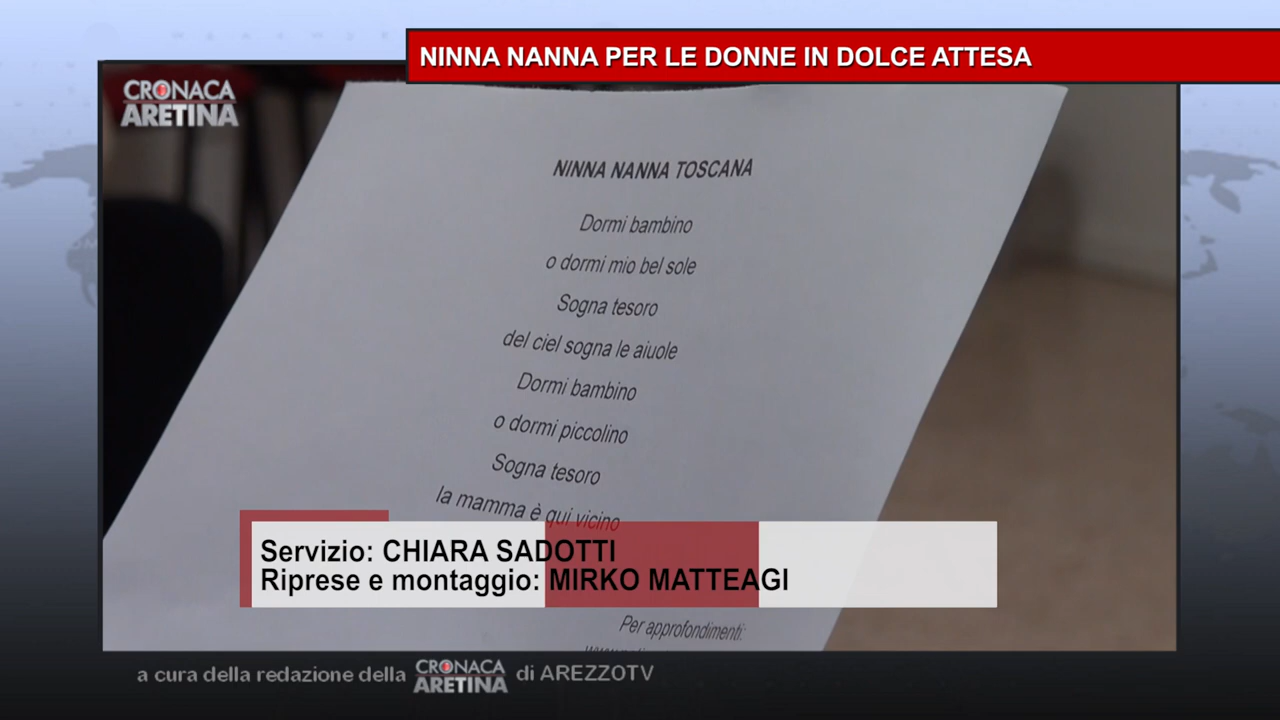 NINNA NANNA PER LE DONNE IN DOLCE ATTESA
CRONACA
ARETINA
NINNA NANNA TOSCANA
Dormi bambino
o dormi mio bel sole
Sogna tesoro
del ciel sogna le aiuole
Dormi bambino
o dormi piccolino
Sogna tesoro
la mamma è qui vicino
Servizio: CHIARA SADOTTI
Riprese e montaggio: MIRKO MATTEAGI
Per approfondimenti:
a cura della redazione della CRONACA ARETINA di AREZZOTV